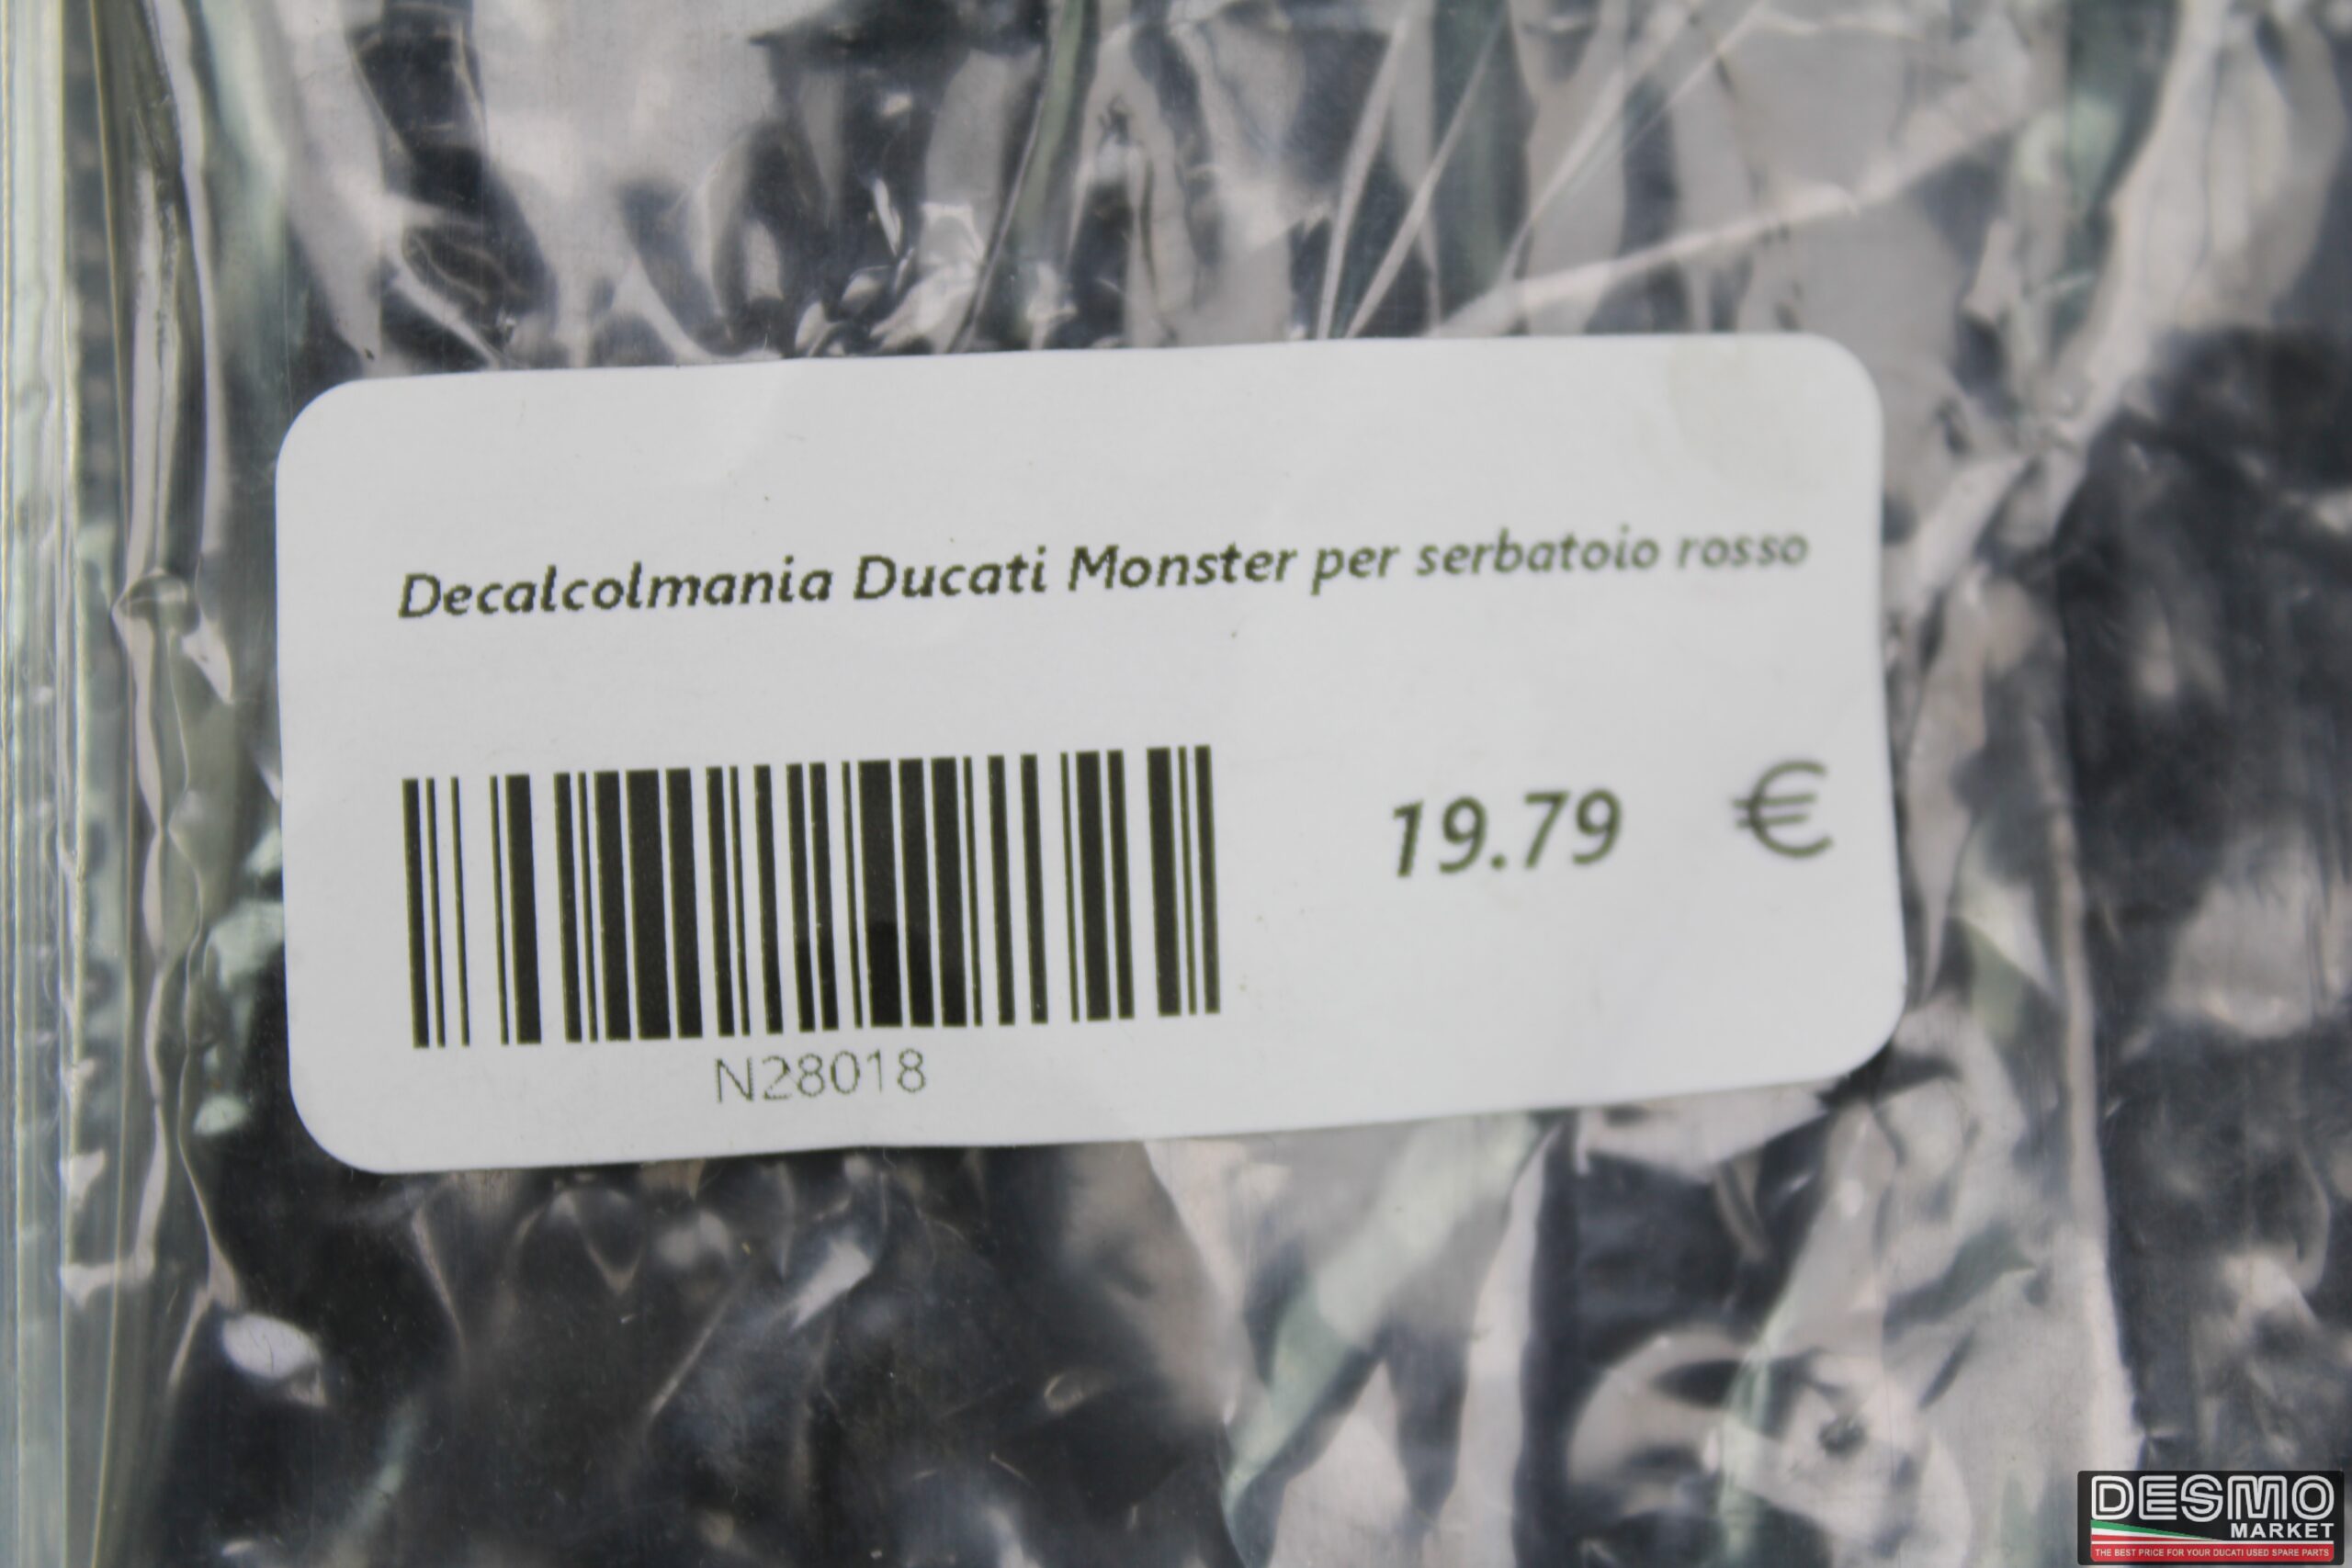 Decalcolmania Ducati Monster per serbatoio rosso
19.79 €
N28018
DESMO
MARKET
THE BEST PRICE FOR YOUR DUCATI USED SPARE PARTS